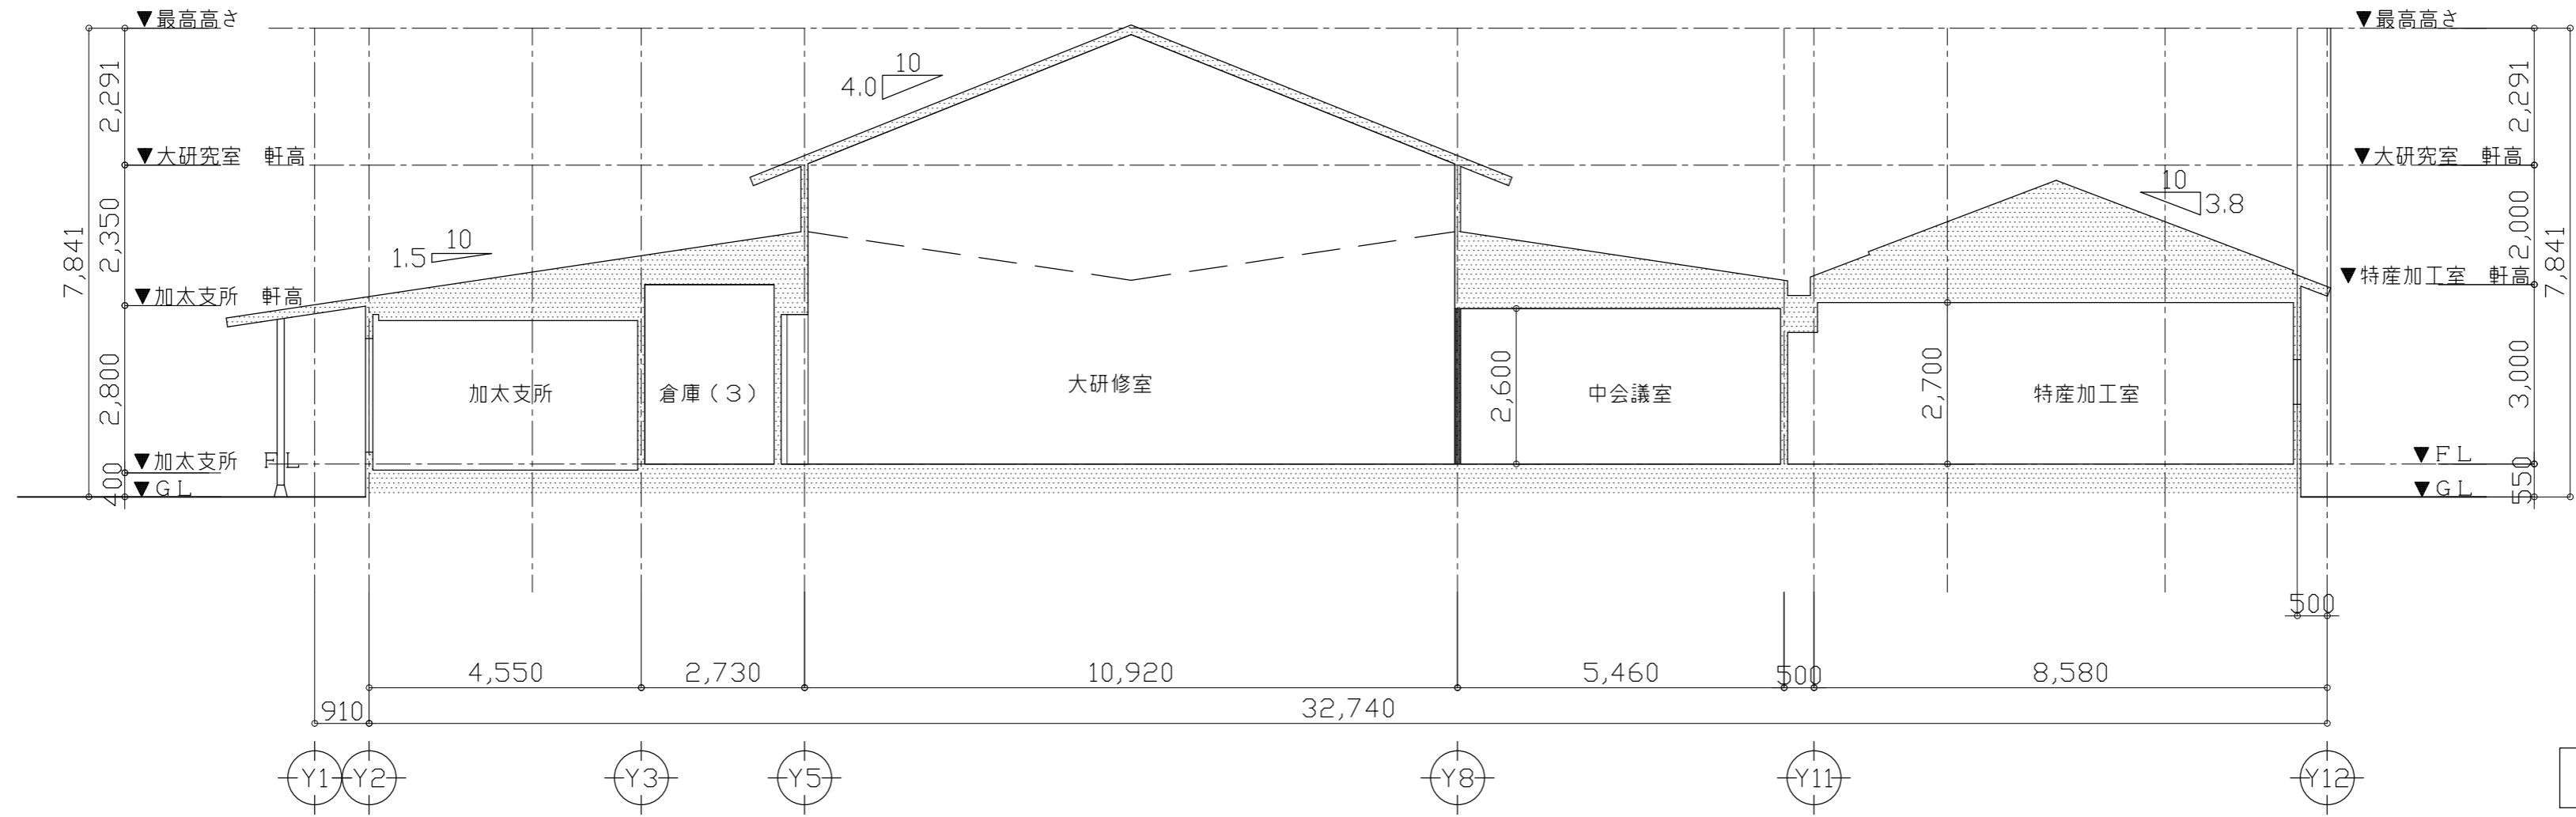 ▼最高高さ
▼最高高さ
2,291
10
4.0
2,291
▼大研究室 軒高
▼大研究室 軒高
10
3.8
7,841
2,350
10
1.5
2,000
7,841
▼加太支所 軒高
▼特産加工室 軒高
2,800
加太支所
倉庫(3)
大研修室
2,600
中会議室
2,700
特産加工室
3,000
▼加太支所 FL
▼FL
400
▼GL
550
▼GL
500
4,550
2,730
10,920
5,460
500
8,580
910
32,740
Y1
Y2
Y3
Y5
Y8
Y11
Y12